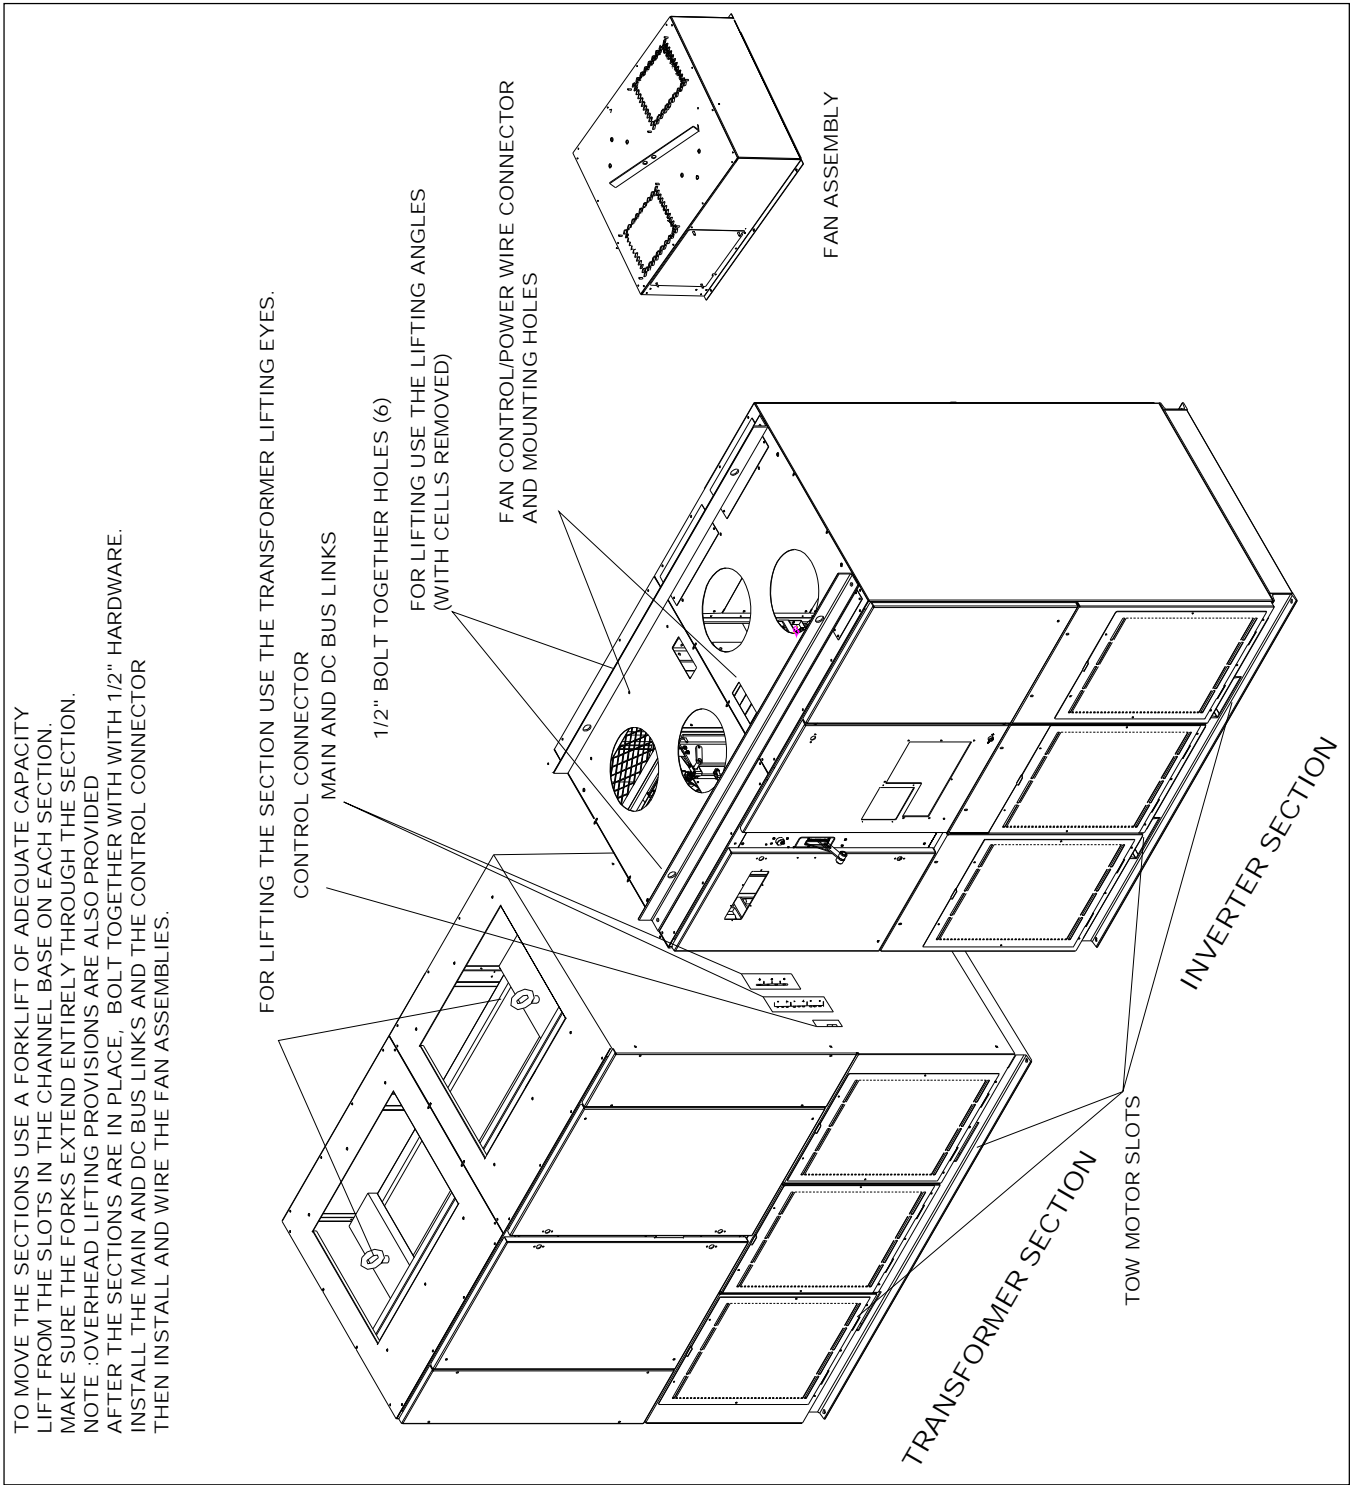 TO MOVE THE SECTIONS USE A FORKLIFT OF ADEQUATE CAPACITY
LIFT FROM THE SLOTS IN THE CHANNEL BASE ON EACH SECTION.
MAKE SURE THE FORKS EXTEND ENTIRELY THROUGH THE SECTION.
NOTE :OVERHEAD LIFTING PROVISIONS ARE ALSO PROVIDED
AFTER THE SECTIONS ARE IN PLACE, BOLT TOGETHER WITH WITH 1/2" HARDWARE.
INSTALL THE MAIN AND DC BUS LINKS AND THE CONTROL CONNECTOR
THEN INSTALL AND WIRE THE FAN ASSEMBLIES.
FOR LIFTING THE SECTION USE THE TRANSFORMER LIFTING EYES.
CONTROL CONNECTOR
MAIN AND DC BUS LINKS
1/2" BOLT TOGETHER HOLES (6)
FOR LIFTING USE THE LIFTING ANGLES
(WITH CELLS REMOVED)
FAN CONTROL/POWER WIRE CONNECTOR
AND MOUNTING HOLES
FAN ASSEMBLY
TRANSFORMER SECTION
TOW MOTOR SLOTS
INVERTER SECTION